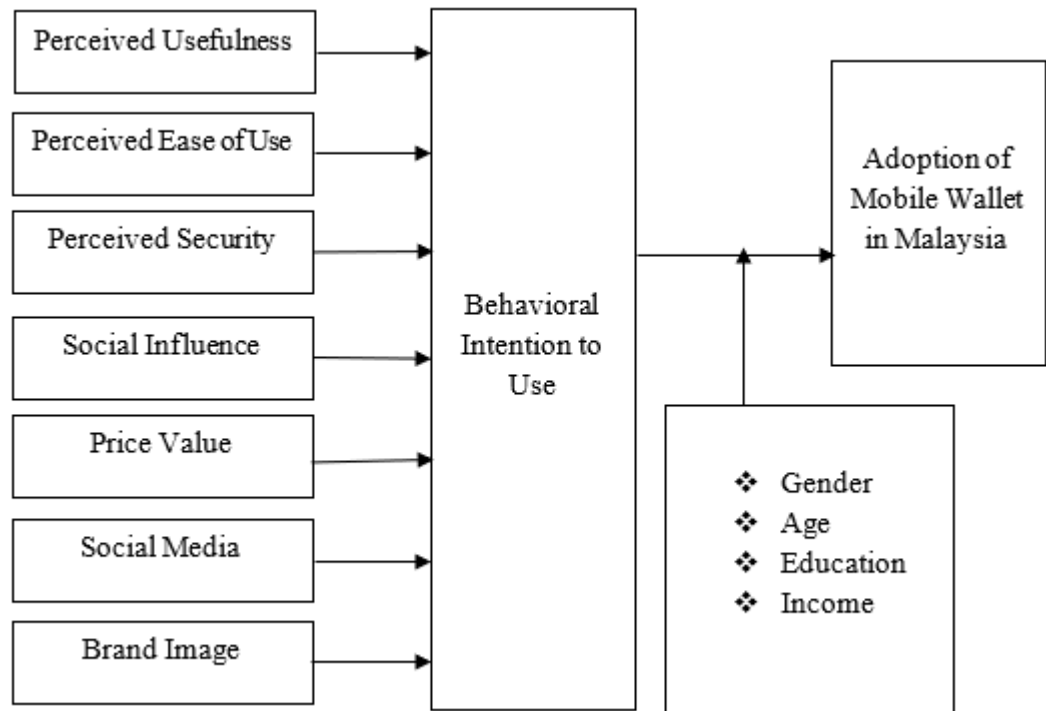 Perceived Usefulness
Perceived Ease of Use
Perceived Security
Social Influence
Price Value
Social Media
Brand Image
Behavioral
Intention to
Use
Adoption of
Mobile Wallet
in Malaysia
❖ Gender
❖ Age
❖ Education
❖ Income